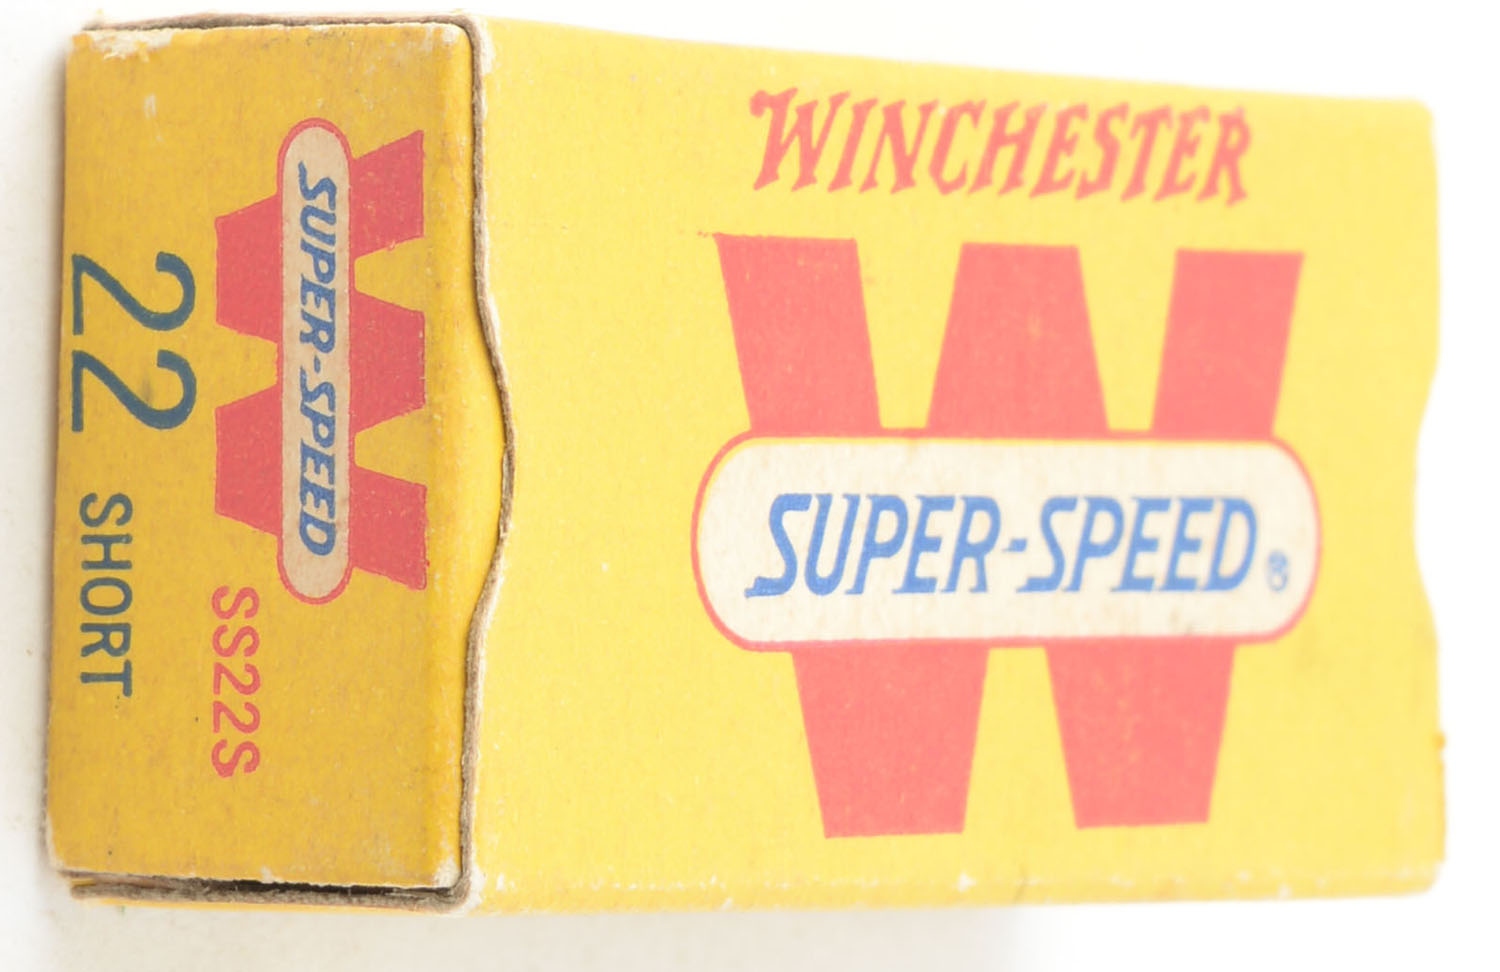 WINCHESTER
SUPER-SPEED®
SUPER-SPEED
SS22S
22 SHORT